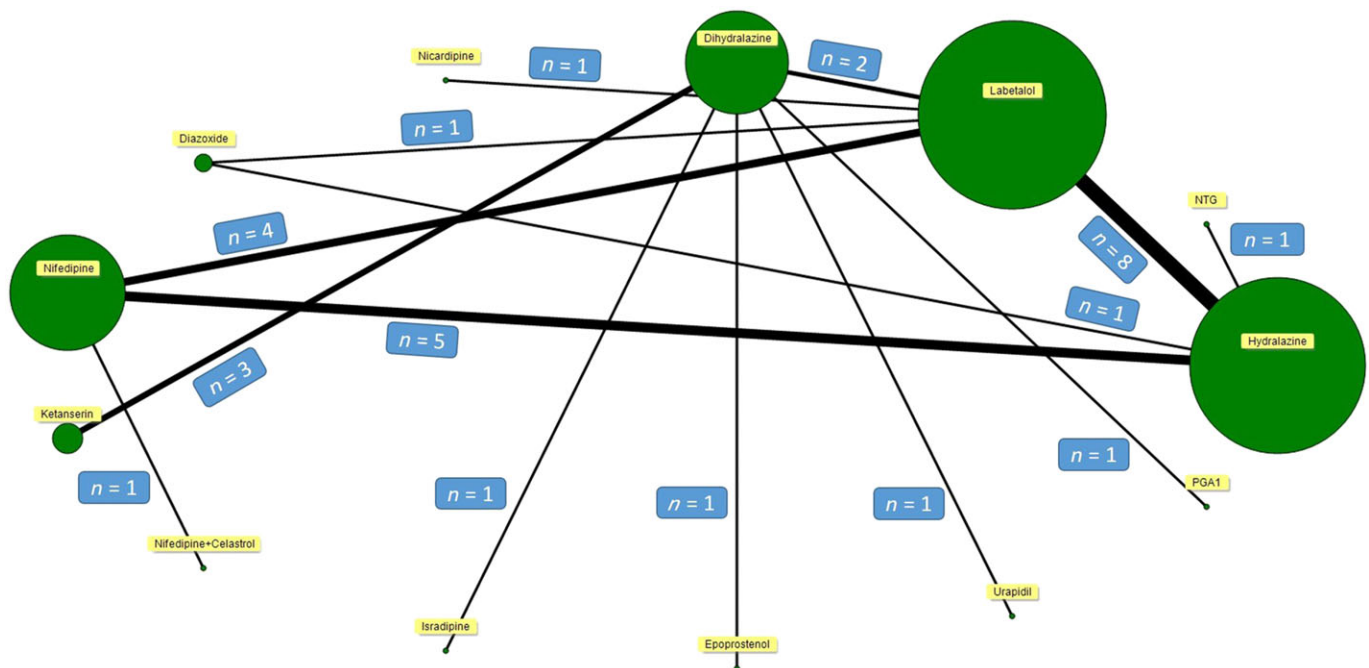 Dihydralazine
Nicardipine
n = 1
n = 2
Labetalol
Diazoxide
n = 1
NTG
n = 1
n = 4
n = 8
Nifedipine
n = 1
n = 5
Hydralazine
n = 3
Ketanserin
n = 1
n = 1
n = 1
n = 1
n = 1
PGA1
Nifedipine+Celastrol
Urapidil
Isradipine
Epoprostenol